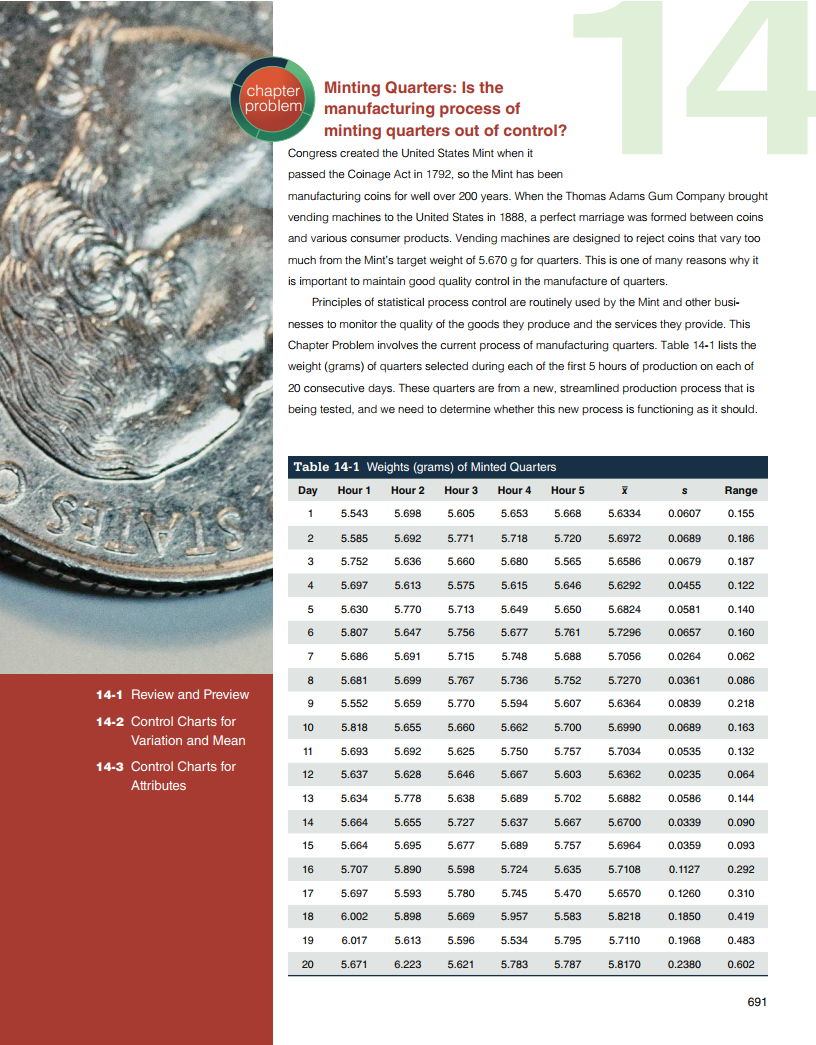 14
chapter
problem
Minting Quarters: Is the
manufacturing process of
minting quarters out of control?
Congress created the United States Mint when it
passed the Coinage Act in 1792, so the Mint has been
manufacturing coins for well over 200 years. When the Thomas Adams Gum Company brought
vending machines to the United States in 1888, a perfect marriage was formed between coins
and various consumer products. Vending machines are designed to reject coins that vary too
much from the Mint's target weight of 5.670 g for quarters. This is one of many reasons why it
is important to maintain good quality control in the manufacture of quarters.
Principles of statistical process control are routinely used by the Mint and other busi-
nesses to monitor the quality of the goods they produce and the services they provide. This
Chapter Problem involves the current process of manufacturing quarters. Table 14-1 lists the
weight (grams) of quarters selected during each of the first 5 hours of production on each of
20 consecutive days. These quarters are from a new, streamlined production process that is
being tested, and we need to determine whether this new process is functioning as it should.
STATES O
14-1 Review and Preview
14-2 Control Charts for
Variation and Mean
14-3 Control Charts for
Attributes
Table 14-1 Weights (grams) of Minted Quarters
Day Hour 1 Hour 2 Hour 3 Hour 4 Hour 5 x̅ s Range
1 5.543 5.698 5.605 5.653 5.668 5.6334 0.0607 0.155
2 5.585 5.692 5.771 5.718 5.720 5.6972 0.0689 0.186
3 5.752 5.636 5.660 5.680 5.565 5.6586 0.0679 0.187
4 5.697 5.613 5.575 5.615 5.646 5.6292 0.0455 0.122
5 5.630 5.770 5.713 5.649 5.650 5.6824 0.0581 0.140
6 5.807 5.647 5.756 5.677 5.761 5.7296 0.0657 0.160
7 5.686 5.691 5.715 5.748 5.688 5.7056 0.0264 0.062
8 5.681 5.699 5.767 5.736 5.752 5.7270 0.0361 0.086
9 5.552 5.659 5.770 5.594 5.607 5.6364 0.0839 0.218
10 5.818 5.655 5.660 5.662 5.700 5.6990 0.0689 0.163
11 5.693 5.692 5.625 5.750 5.757 5.7034 0.0535 0.132
12 5.637 5.628 5.646 5.667 5.603 5.6362 0.0235 0.064
13 5.634 5.778 5.638 5.689 5.702 5.6882 0.0586 0.144
14 5.664 5.655 5.727 5.637 5.667 5.6700 0.0339 0.090
15 5.664 5.695 5.677 5.689 5.757 5.6964 0.0359 0.093
16 5.707 5.890 5.598 5.724 5.635 5.7108 0.1127 0.292
17 5.697 5.593 5.780 5.745 5.470 5.6570 0.1260 0.310
18 6.002 5.898 5.669 5.957 5.583 5.8218 0.1850 0.419
19 6.017 5.613 5.596 5.534 5.795 5.7110 0.1968 0.483
20 5.671 6.223 5.621 5.783 5.787 5.8170 0.2380 0.602
691